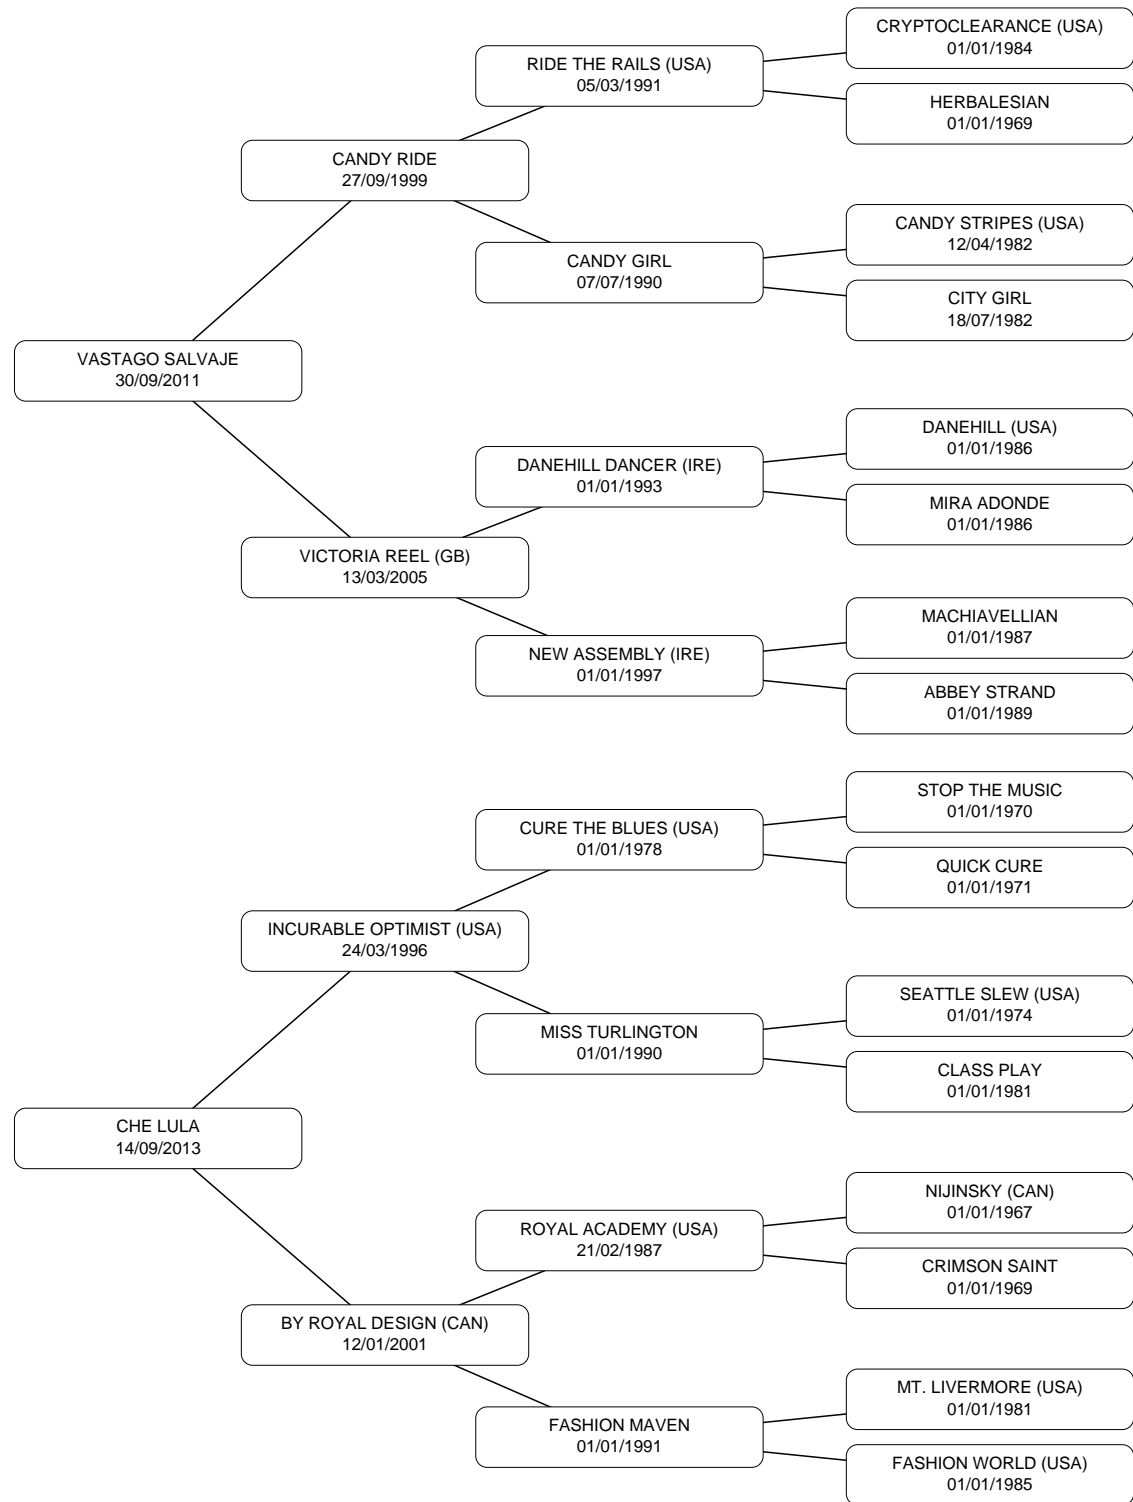 CRYPTOCLEARANCE (USA)
01/01/1984
RIDE THE RAILS (USA)
05/03/1991
HERBALESIAN
01/01/1969
CANDY RIDE
27/09/1999
CANDY STRIPES (USA)
12/04/1982
CANDY GIRL
07/07/1990
CITY GIRL
18/07/1982
VASTAGO SALVAJE
30/09/2011
DANEHILL (USA)
01/01/1986
DANEHILL DANCER (IRE)
01/01/1993
MIRA ADONDE
01/01/1986
VICTORIA REEL (GB)
13/03/2005
MACHIAVELLIAN
01/01/1987
NEW ASSEMBLY (IRE)
01/01/1997
ABBEY STRAND
01/01/1989
STOP THE MUSIC
01/01/1970
CURE THE BLUES (USA)
01/01/1978
QUICK CURE
01/01/1971
INCURABLE OPTIMIST (USA)
24/03/1996
SEATTLE SLEW (USA)
01/01/1974
MISS TURLINGTON
01/01/1990
CLASS PLAY
01/01/1981
CHE LULA
14/09/2013
NIJINSKY (CAN)
01/01/1967
ROYAL ACADEMY (USA)
21/02/1987
CRIMSON SAINT
01/01/1969
BY ROYAL DESIGN (CAN)
12/01/2001
MT. LIVERMORE (USA)
01/01/1981
FASHION MAVEN
01/01/1991
FASHION WORLD (USA)
01/01/1985